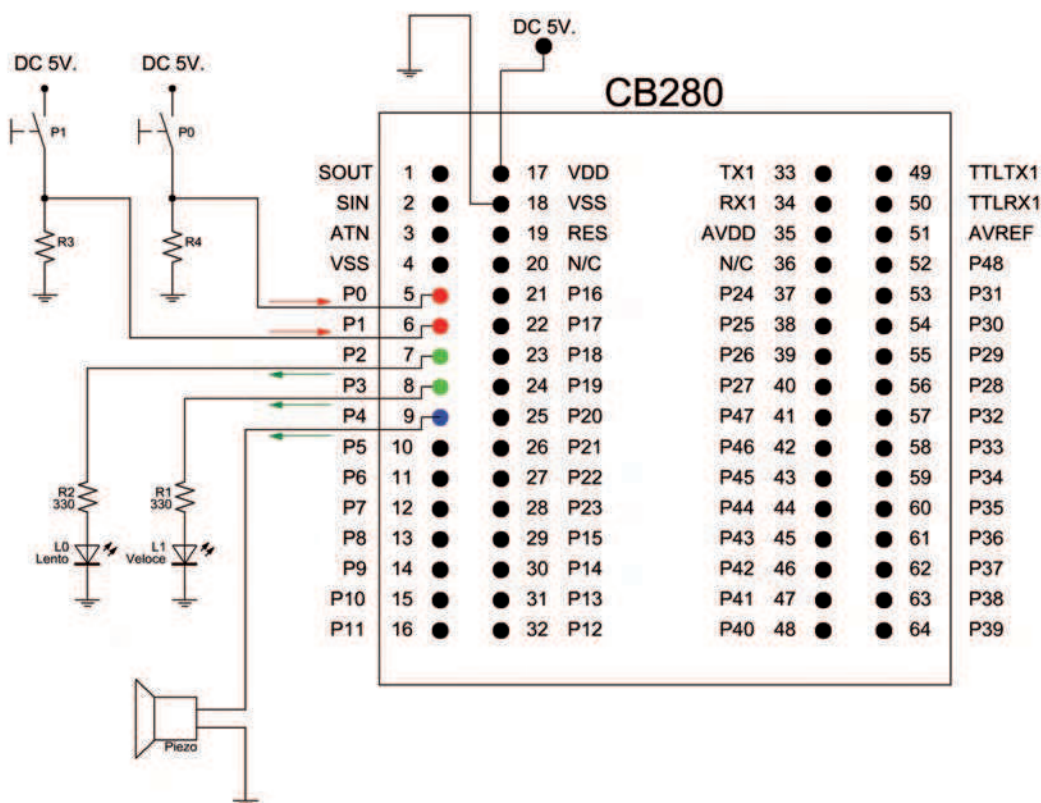 DC 5V.
CB280
DC 5V.
DC 5V.
P1
P0
R3
R4
SOUT 1 17 VDD TX1 33 49 TTLTX1
SIN 2 18 VSS RX1 34 50 TTLRX1
ATN 3 19 RES AVDD 35 51 AVREF
VSS 4 20 N/C N/C 36 52 P48
P0 5 21 P16 P24 37 53 P31
P1 6 22 P17 P25 38 54 P30
P2 7 23 P18 P26 39 55 P29
P3 8 24 P19 P27 40 56 P28
P4 9 25 P20 P47 41 57 P32
P5 10 26 P21 P46 42 58 P33
P6 11 27 P22 P45 43 59 P34
P7 12 28 P23 P44 44 60 P35
P8 13 29 P15 P43 45 61 P36
P9 14 30 P14 P42 46 62 P37
P10 15 31 P13 P41 47 63 P38
P11 16 32 P12 P40 48 64 P39
R2
330
R1
330
L0
Lento
L1
Veloce
Piezo